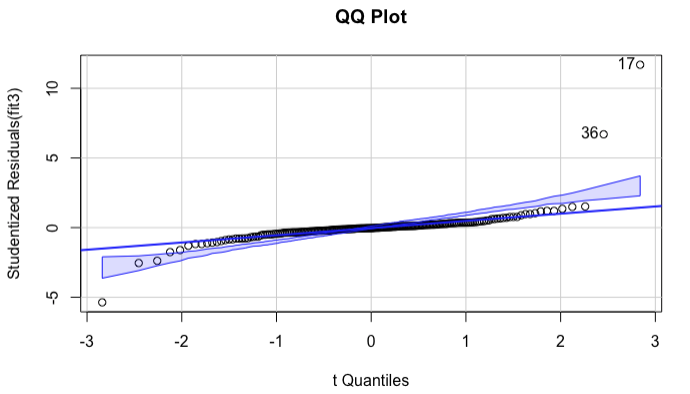 QQ Plot
Studentized Residuals(fit3)
10
5
0
-5
17
36
-3 -2 -1 0 1 2 3
t Quantiles